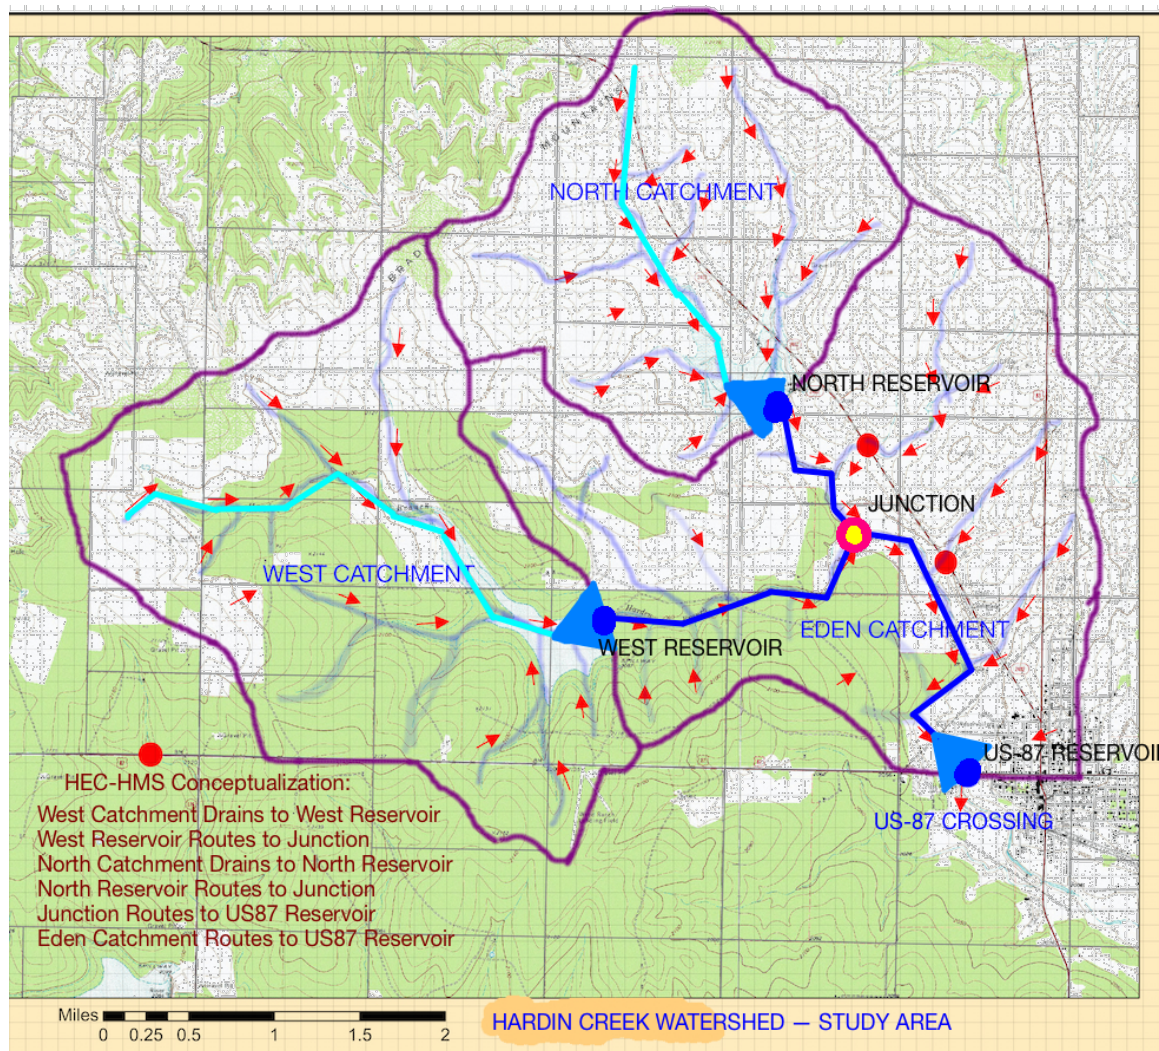 MOUNTAINS
NORTH CATCHMENT
BRADY
NORTH RESERVOIR
JUNCTION
WEST CATCHMENT
EDEN CATCHMENT
WEST RESERVOIR
US-87 RESERVOIR
US-87 CROSSING
HEC-HMS Conceptualization:
West Catchment Drains to West Reservoir
West Reservoir Routes to Junction
North Catchment Drains to North Reservoir
North Reservoir Routes to Junction
Junction Routes to US87 Reservoir
Eden Catchment Routes to US87 Reservoir
Miles
0 0.25 0.5 1 1.5 2
HARDIN CREEK WATERSHED — STUDY AREA